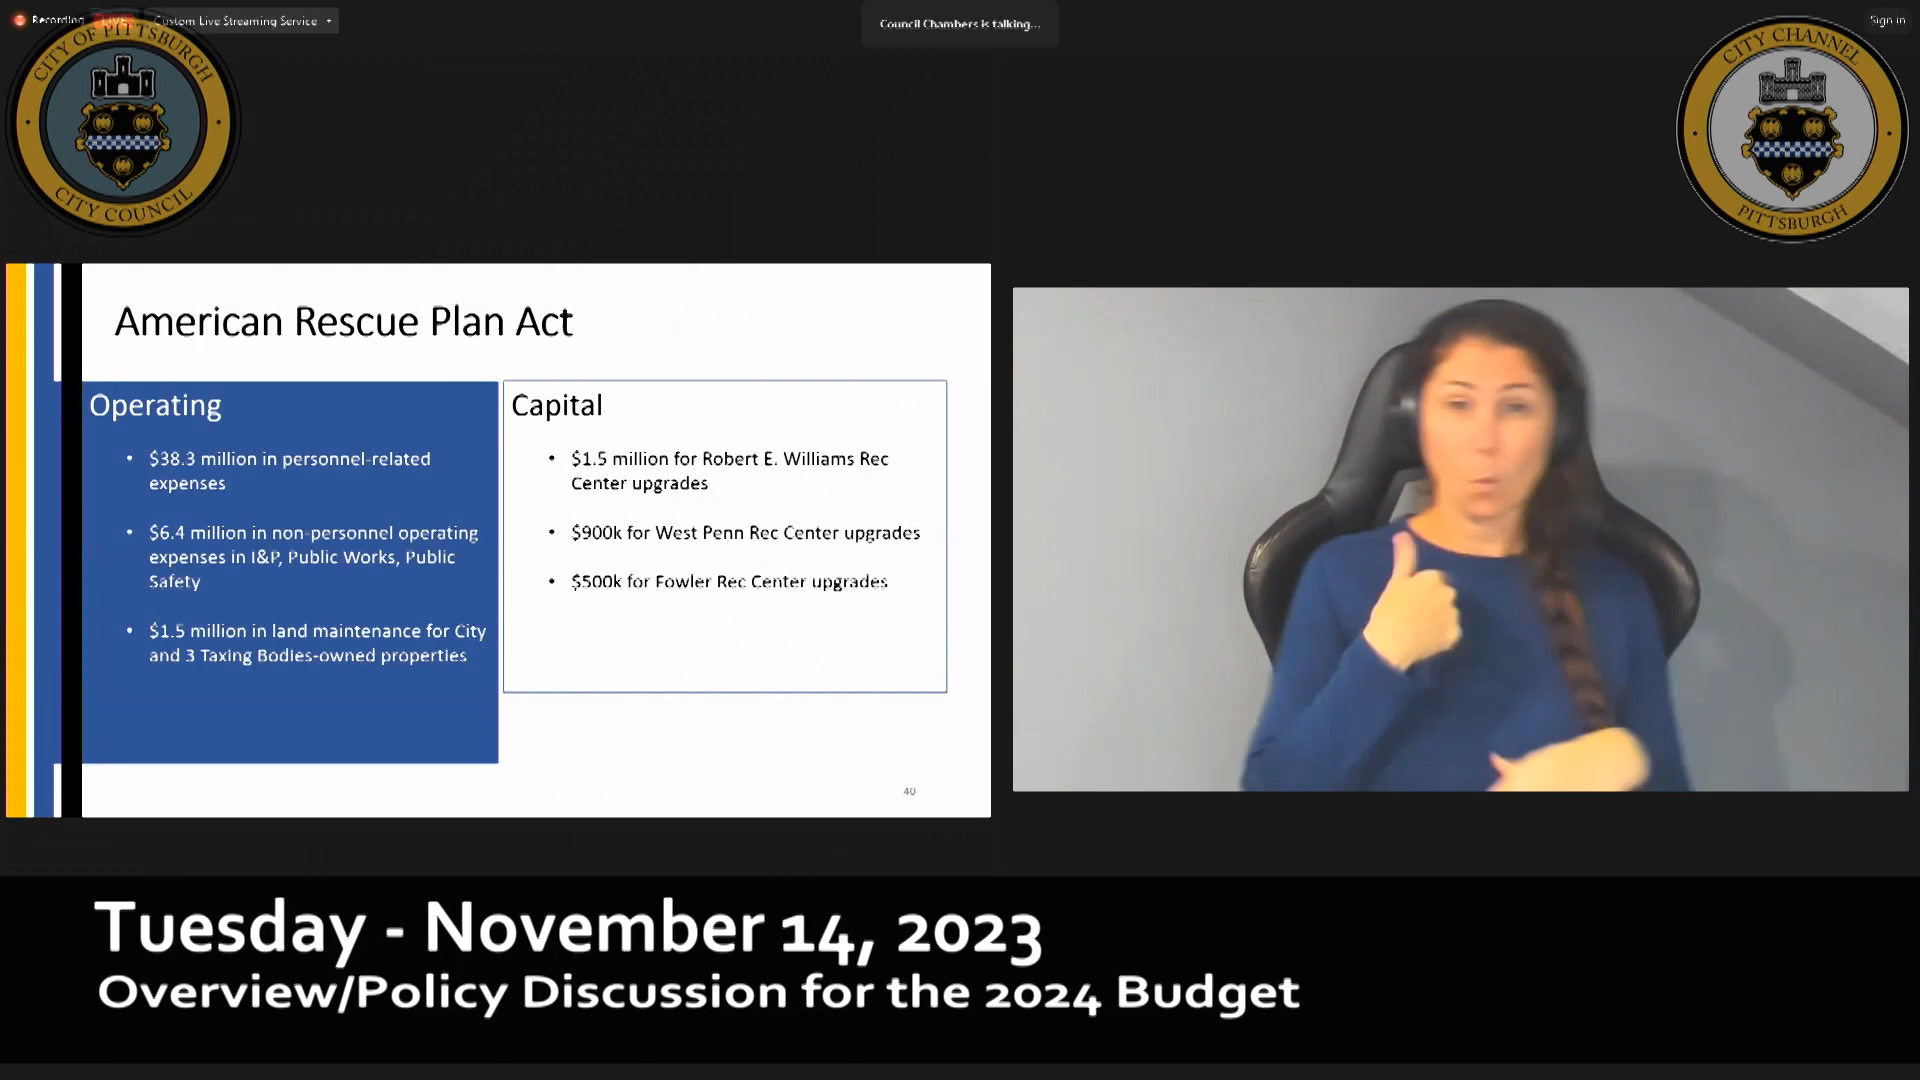 Recording
LIVE
Custom Live Streaming Service
Council Chambers is talking...
Sign in
CITY OF PITTSBURGH
CITY COUNCIL
CITY CHANNEL
PITTSBURGH
American Rescue Plan Act
Operating
• $38.3 million in personnel-related
expenses
• $6.4 million in non-personnel operating
expenses in I&P, Public Works, Public
Safety
• $1.5 million in land maintenance for City
and 3 Taxing Bodies-owned properties
Capital
• $1.5 million for Robert E. Williams Rec
Center upgrades
• $900k for West Penn Rec Center upgrades
• $500k for Fowler Rec Center upgrades
40
Tuesday - November 14, 2023
Overview/Policy Discussion for the 2024 Budget